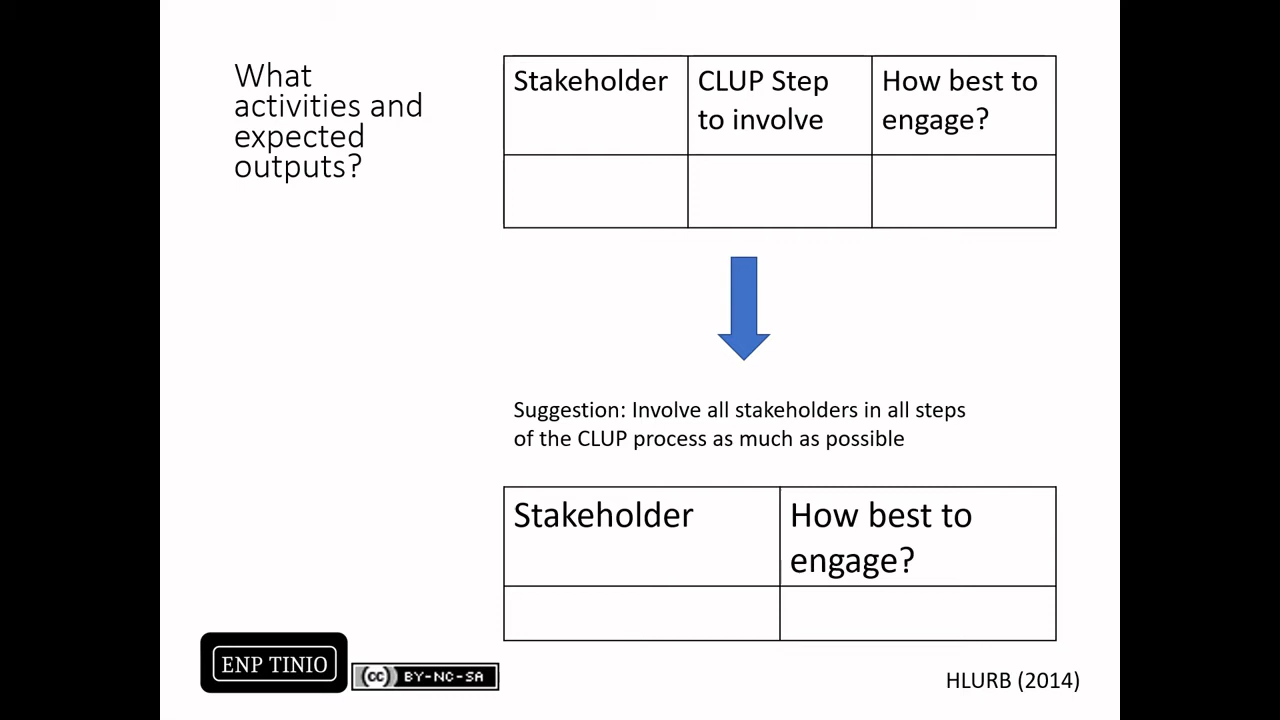 What
activities and
expected
outputs?
Stakeholder
CLUP Step
to involve
How best to
engage?
Suggestion: Involve all stakeholders in all steps
of the CLUP process as much as possible
Stakeholder
How best to
engage?
ENP TINIO
cc BY-NC-SA
HLURB (2014)